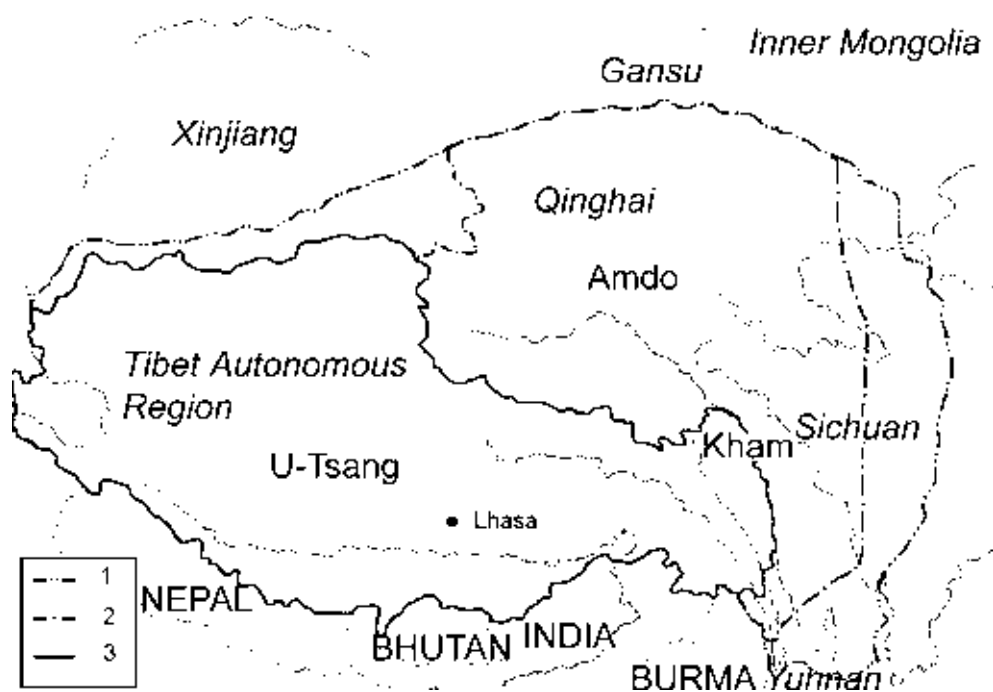 Inner Mongolia
Gansu
Xinjiang
Qinghai
Amdo
Tibet Autonomous
Region
Sichuan
Kham
U-Tsang
Lhasa
1
2
3
NEPAL
BHUTAN
INDIA
BURMA
Yunnan